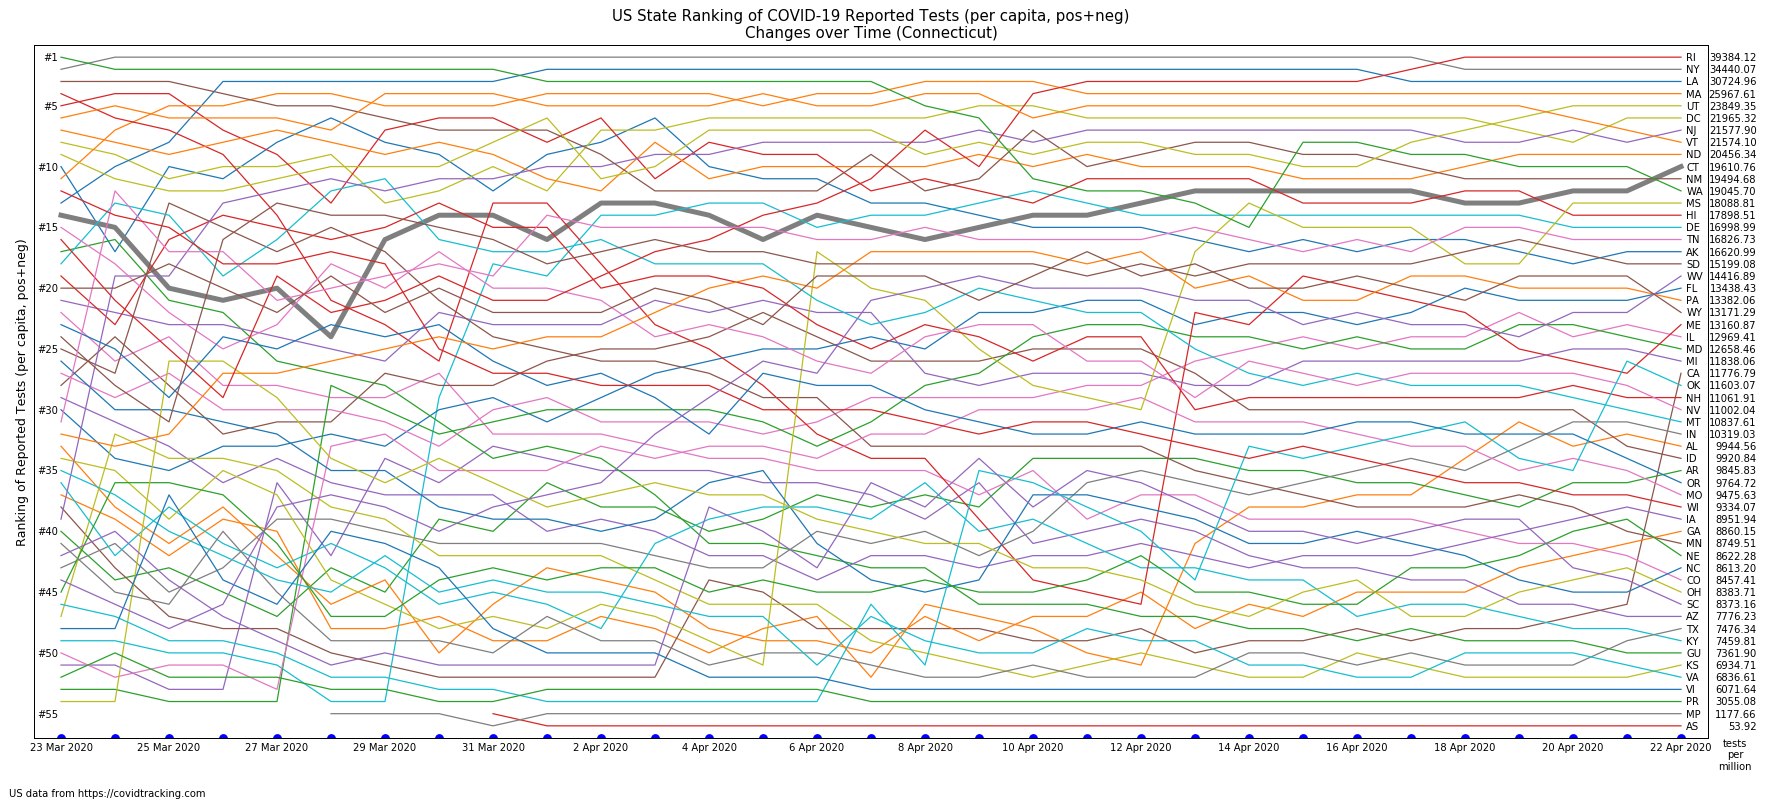 US State Ranking of COVID-19 Reported Tests (per capita, pos+neg)
Changes over Time (Connecticut)
Ranking of Reported Tests (per capita, pos+neg)
#1
#5
#10
#15
#20
#25
#30
#35
#40
#45
#50
#55
RI 39384.12
NY 34440.07
LA 30724.96
MA 25967.61
UT 23849.35
DC 21965.32
NJ 21577.90
VT 21574.10
ND 20456.34
CT 19610.76
NM 19494.68
WA 19045.70
MS 18088.81
HI 17898.51
DE 16998.99
TN 16826.73
AK 16620.99
SD 15199.08
WV 14416.89
FL 13438.43
PA 13382.06
WY 13171.29
ME 13160.87
IL 12969.41
MD 12658.46
MI 11838.06
CA 11776.79
OK 11603.07
NH 11061.91
NV 11002.04
MT 10837.61
IN 10319.03
AL 9944.56
ID 9920.84
AR 9845.83
OR 9764.72
MO 9475.63
WI 9334.07
IA 8951.94
GA 8860.15
MN 8749.51
NE 8622.28
NC 8613.20
CO 8457.41
OH 8383.71
SC 8373.16
AZ 7776.23
TX 7476.34
KY 7459.81
GU 7361.90
KS 6934.71
VA 6836.61
VI 6071.64
PR 3055.08
MP 1177.66
AS 53.92
23 Mar 2020 25 Mar 2020 27 Mar 2020 29 Mar 2020 31 Mar 2020 2 Apr 2020 4 Apr 2020 6 Apr 2020 8 Apr 2020 10 Apr 2020 12 Apr 2020 14 Apr 2020 16 Apr 2020 18 Apr 2020 20 Apr 2020 22 Apr 2020
tests
per
million
US data from https://covidtracking.com